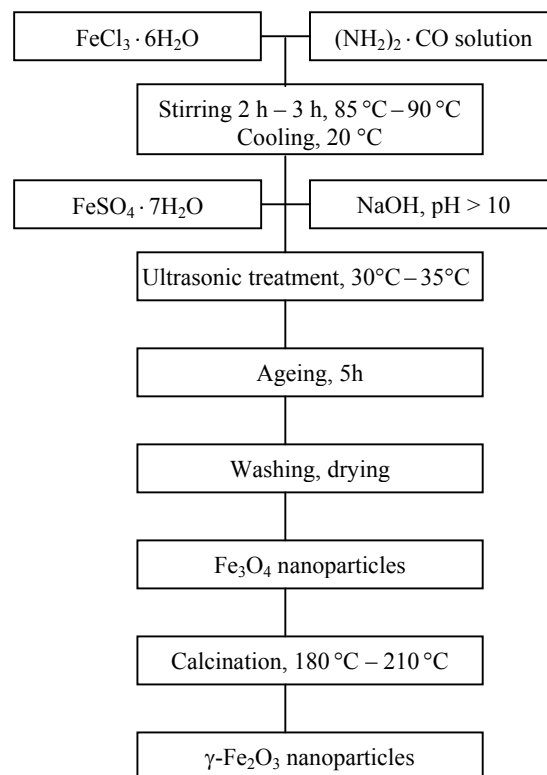 FeCl₃ · 6H₂O
(NH₂)₂ · CO solution
Stirring 2 h – 3 h, 85 °C – 90 °C
Cooling, 20 °C
FeSO₄ · 7H₂O
NaOH, pH > 10
Ultrasonic treatment, 30°C – 35°C
Ageing, 5h
Washing, drying
Fe₃O₄ nanoparticles
Calcination, 180 °C – 210 °C
γ-Fe₂O₃ nanoparticles